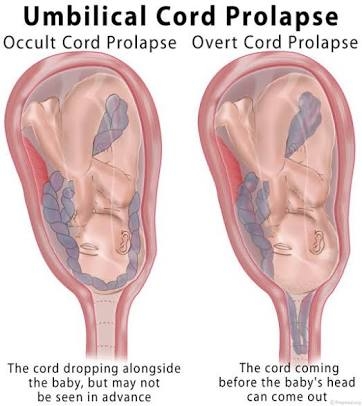 Umbilical Cord Prolapse
Occult Cord Prolapse
Overt Cord Prolapse
The cord dropping alongside
the baby, but may not
be seen in advance
The cord coming
before the baby's head
can come out